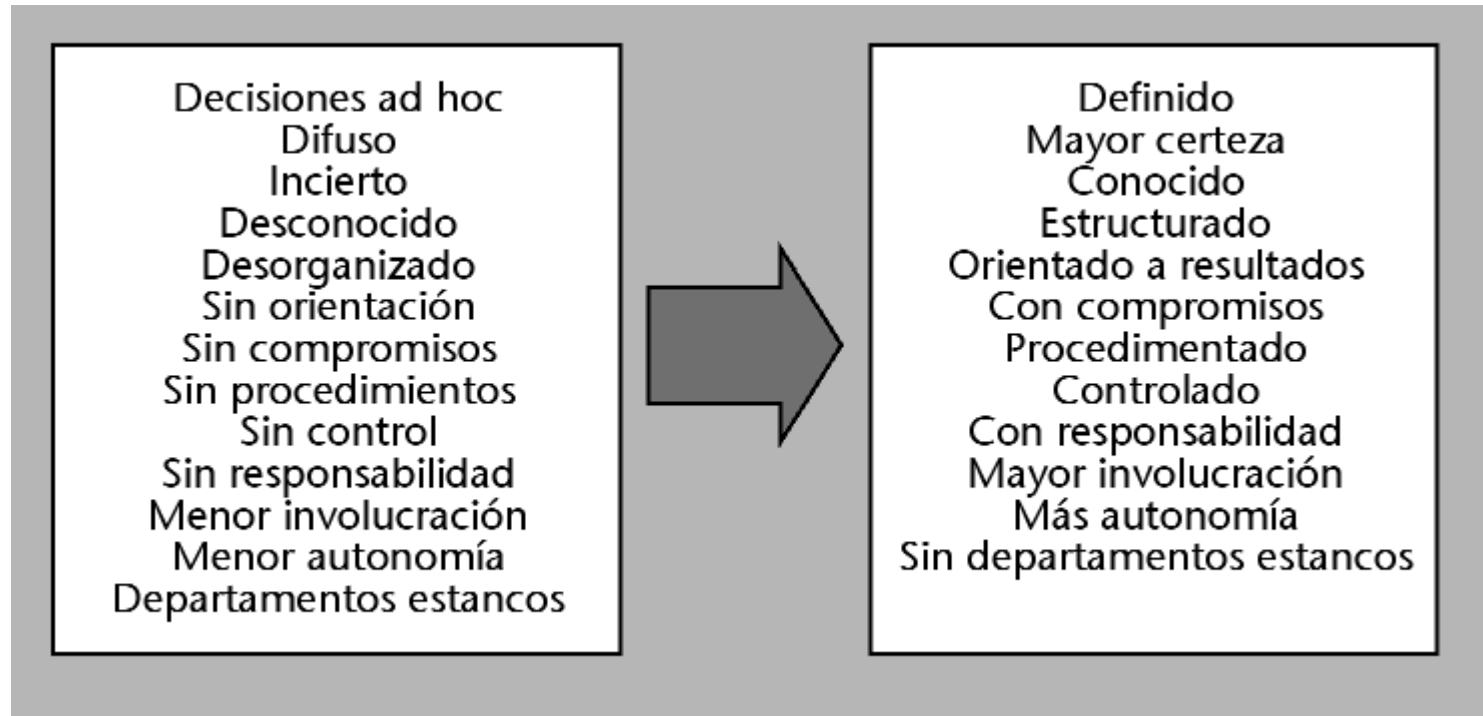 Decisiones ad hoc
Difuso
Incierto
Desconocido
Desorganizado
Sin orientación
Sin compromisos
Sin procedimientos
Sin control
Sin responsabilidad
Menor involucración
Menor autonomía
Departamentos estancos
Definido
Mayor certeza
Conocido
Estructurado
Orientado a resultados
Con compromisos
Procedimentado
Controlado
Con responsabilidad
Mayor involucración
Más autonomía
Sin departamentos estancos